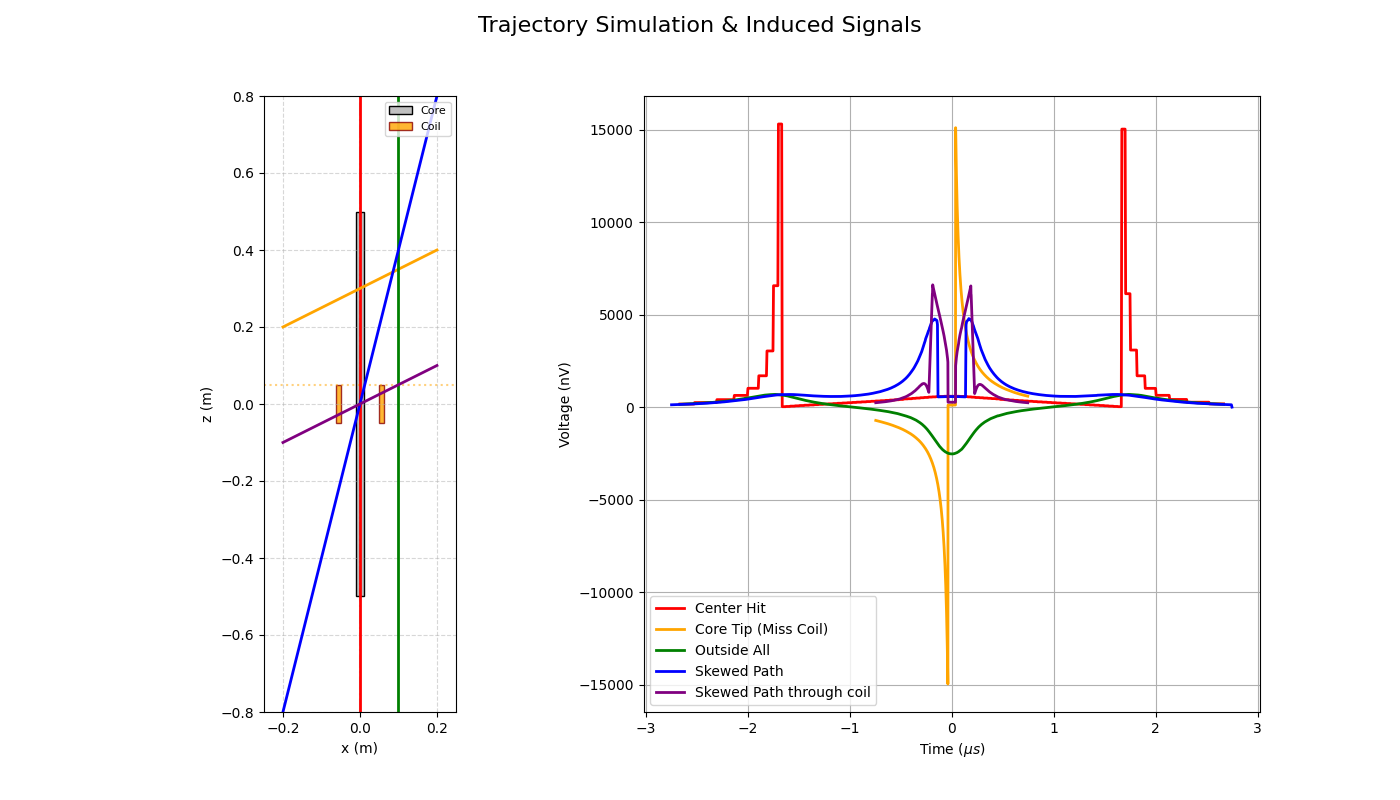 Trajectory Simulation & Induced Signals
Core
Coil
0.8
0.6
0.4
0.2
0.0
−0.2
−0.4
−0.6
−0.8
z (m)
−0.2
0.0
0.2
x (m)
15000
10000
5000
0
−5000
−10000
−15000
Voltage (nV)
Center Hit
Core Tip (Miss Coil)
Outside All
Skewed Path
Skewed Path through coil
−3
−2
−1
0
1
2
3
Time (μs)